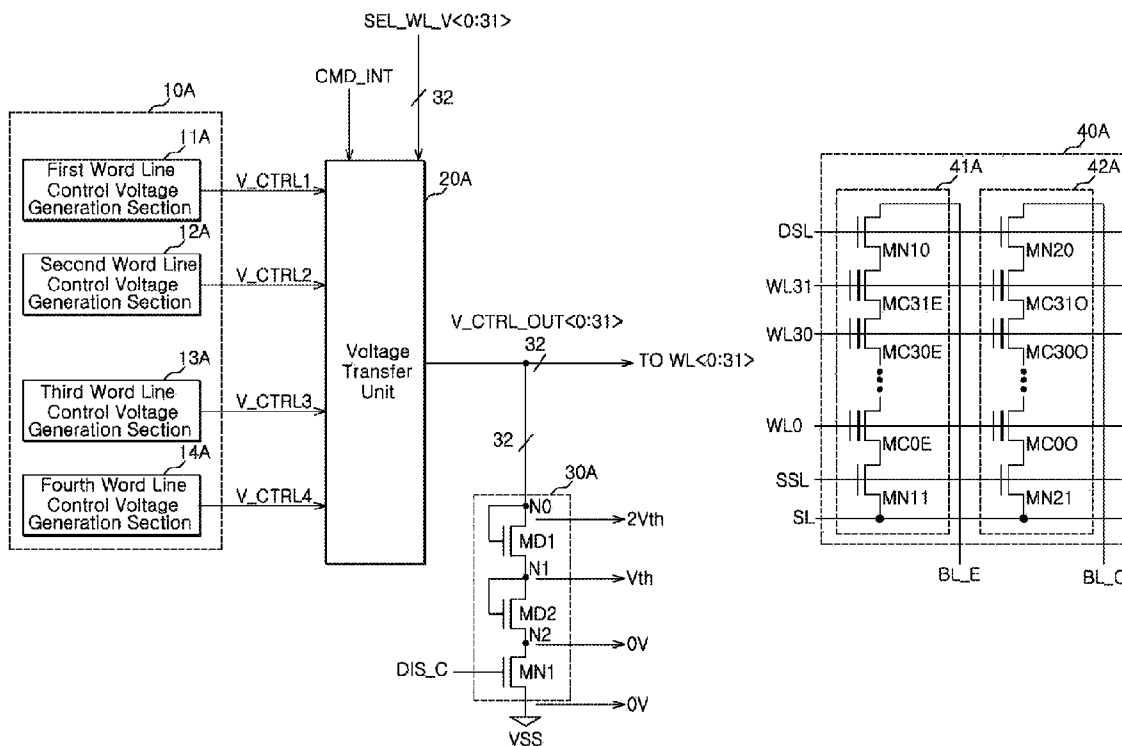 SEL_WL_V<0:31>
CMD_INT
32
10A
11A
First Word Line
Control Voltage
Generation Section
V_CTRL1
12A
Second Word Line
Control Voltage
Generation Section
V_CTRL2
13A
Third Word Line
Control Voltage
Generation Section
V_CTRL3
14A
Fourth Word Line
Control Voltage
Generation Section
V_CTRL4
20A
Voltage
Transfer
Unit
V_CTRL_OUT<0:31>
32
TO WL<0:31>
32
30A
N0
2Vth
MD1
N1
Vth
MD2
N2
0V
DIS_C
MN1
0V
VSS
40A
41A
42A
DSL
MN10
MN20
WL31
MC31E
MC31O
WL30
MC30E
MC30O
WL0
MC0E
MC0O
SSL
MN11
MN21
SL
BL_E